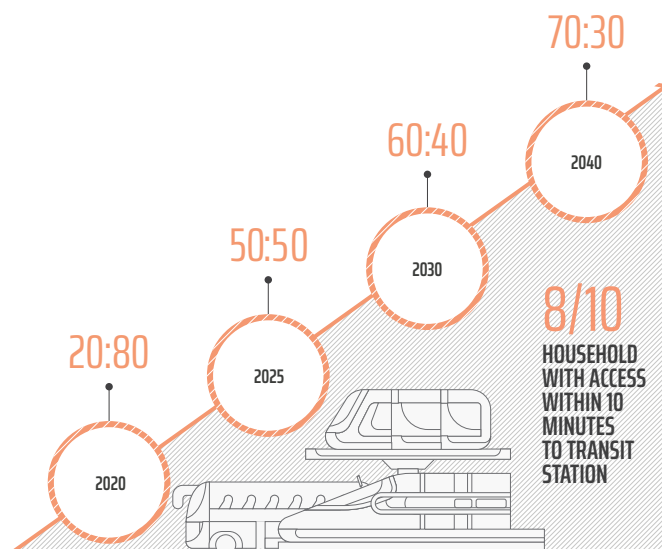 70:30
2040
60:40
2030
50:50
2025
20:80
2020
8/10
HOUSEHOLD
WITH ACCESS
WITHIN 10
MINUTES
TO TRANSIT
STATION